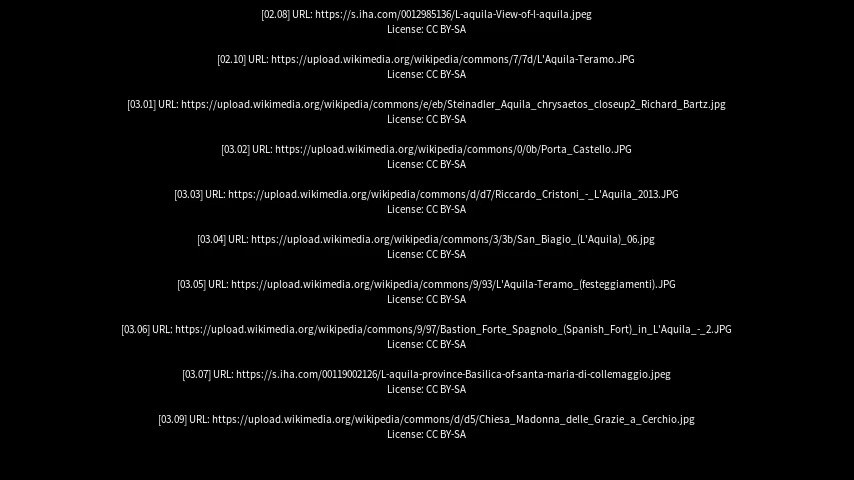 [02.08] URL: https://s.iha.com/0012985136/L-aquila-View-of-l-aquila.jpeg
License: CC BY-SA
[02.10] URL: https://upload.wikimedia.org/wikipedia/commons/7/7d/L'Aquila-Teramo.JPG
License: CC BY-SA
[03.01] URL: https://upload.wikimedia.org/wikipedia/commons/e/eb/Steinadler_Aquila_chrysaetos_closeup2_Richard_Bartz.jpg
License: CC BY-SA
[03.02] URL: https://upload.wikimedia.org/wikipedia/commons/0/0b/Porta_Castello.JPG
License: CC BY-SA
[03.03] URL: https://upload.wikimedia.org/wikipedia/commons/d/d7/Riccardo_Cristoni_-_L'Aquila_2013.JPG
License: CC BY-SA
[03.04] URL: https://upload.wikimedia.org/wikipedia/commons/3/3b/San_Biagio_(L'Aquila)_06.jpg
License: CC BY-SA
[03.05] URL: https://upload.wikimedia.org/wikipedia/commons/9/93/L'Aquila-Teramo_(festeggiamenti).JPG
License: CC BY-SA
[03.06] URL: https://upload.wikimedia.org/wikipedia/commons/9/97/Bastion_Forte_Spagnolo_(Spanish_Fort)_in_L'Aquila_-_2.JPG
License: CC BY-SA
[03.07] URL: https://s.iha.com/00119002126/L-aquila-province-Basilica-of-santa-maria-di-collemaggio.jpeg
License: CC BY-SA
[03.09] URL: https://upload.wikimedia.org/wikipedia/commons/d/d5/Chiesa_Madonna_delle_Grazie_a_Cerchio.jpg
License: CC BY-SA